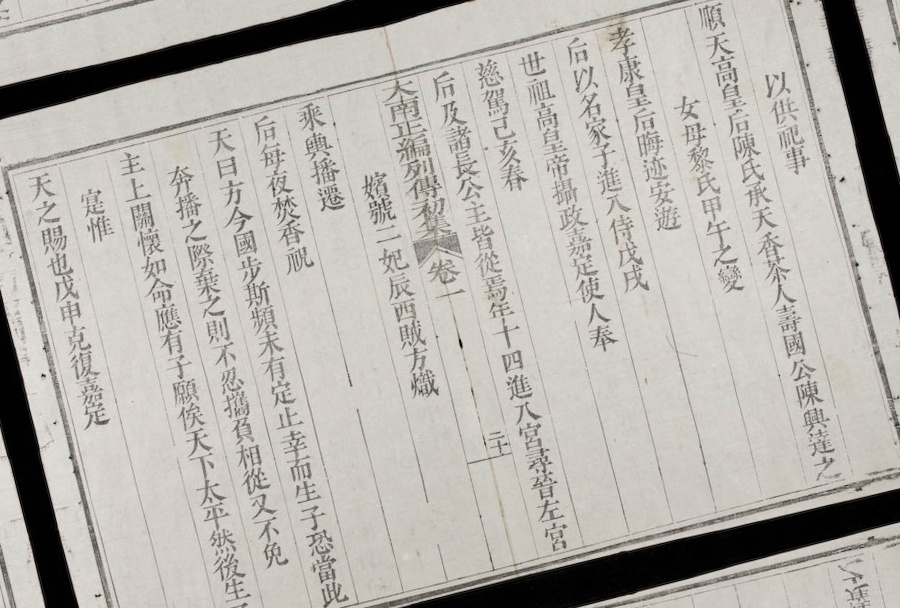 以供祀事
順天高皇后陳氏承天香茶人壽國公陳興達之
女母黎氏甲午之變
孝康皇后晦迹安遊
后以名家子進入侍戊戌
世祖高皇帝攝政嘉定使人奉
慈駕己亥春
后及諸長公主皆從焉年十四進入宮尋晉左宮
大南正編列傳初集 卷一 二十
嬪號二妃辰西賊方熾
乘輿播遷
后每夜焚香祝
天曰方今國步斯頻未有定止幸而生子恐當此
奔播之際棄之則不忍攜負相從又不免
主上關懷如命應有子願俟天下太平然後生
寔惟
天之賜也戊申克復嘉定